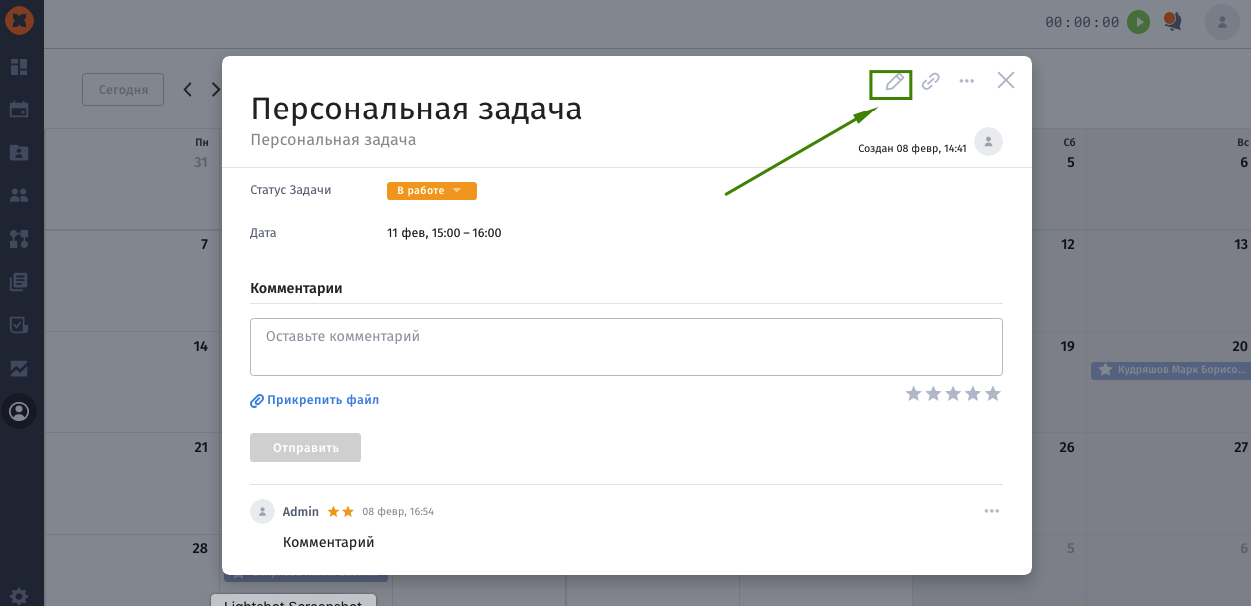 00:00:00
Сегодня
Пн
Сб
Вс
31
5
6
7
12
13
14
19
20
Кудряшов Марк Борисо...
21
26
27
28
5
6
Персональная задача
Персональная задача
Создан 08 февр, 14:41
Статус Задачи
В работе
Дата
11 фев, 15:00 – 16:00
Комментарии
Оставьте комментарий
Прикрепить файл
Отправить
Admin
08 февр, 16:54
Комментарий
Lightshot Screenshot